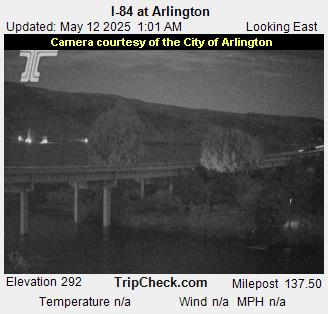 I-84 at Arlington
Updated: May 12 2025 1:01 AM Looking East
Camera courtesy of the City of Arlington
Elevation 292 TripCheck.com Milepost 137.50
Temperature n/a Wind n/a MPH n/a